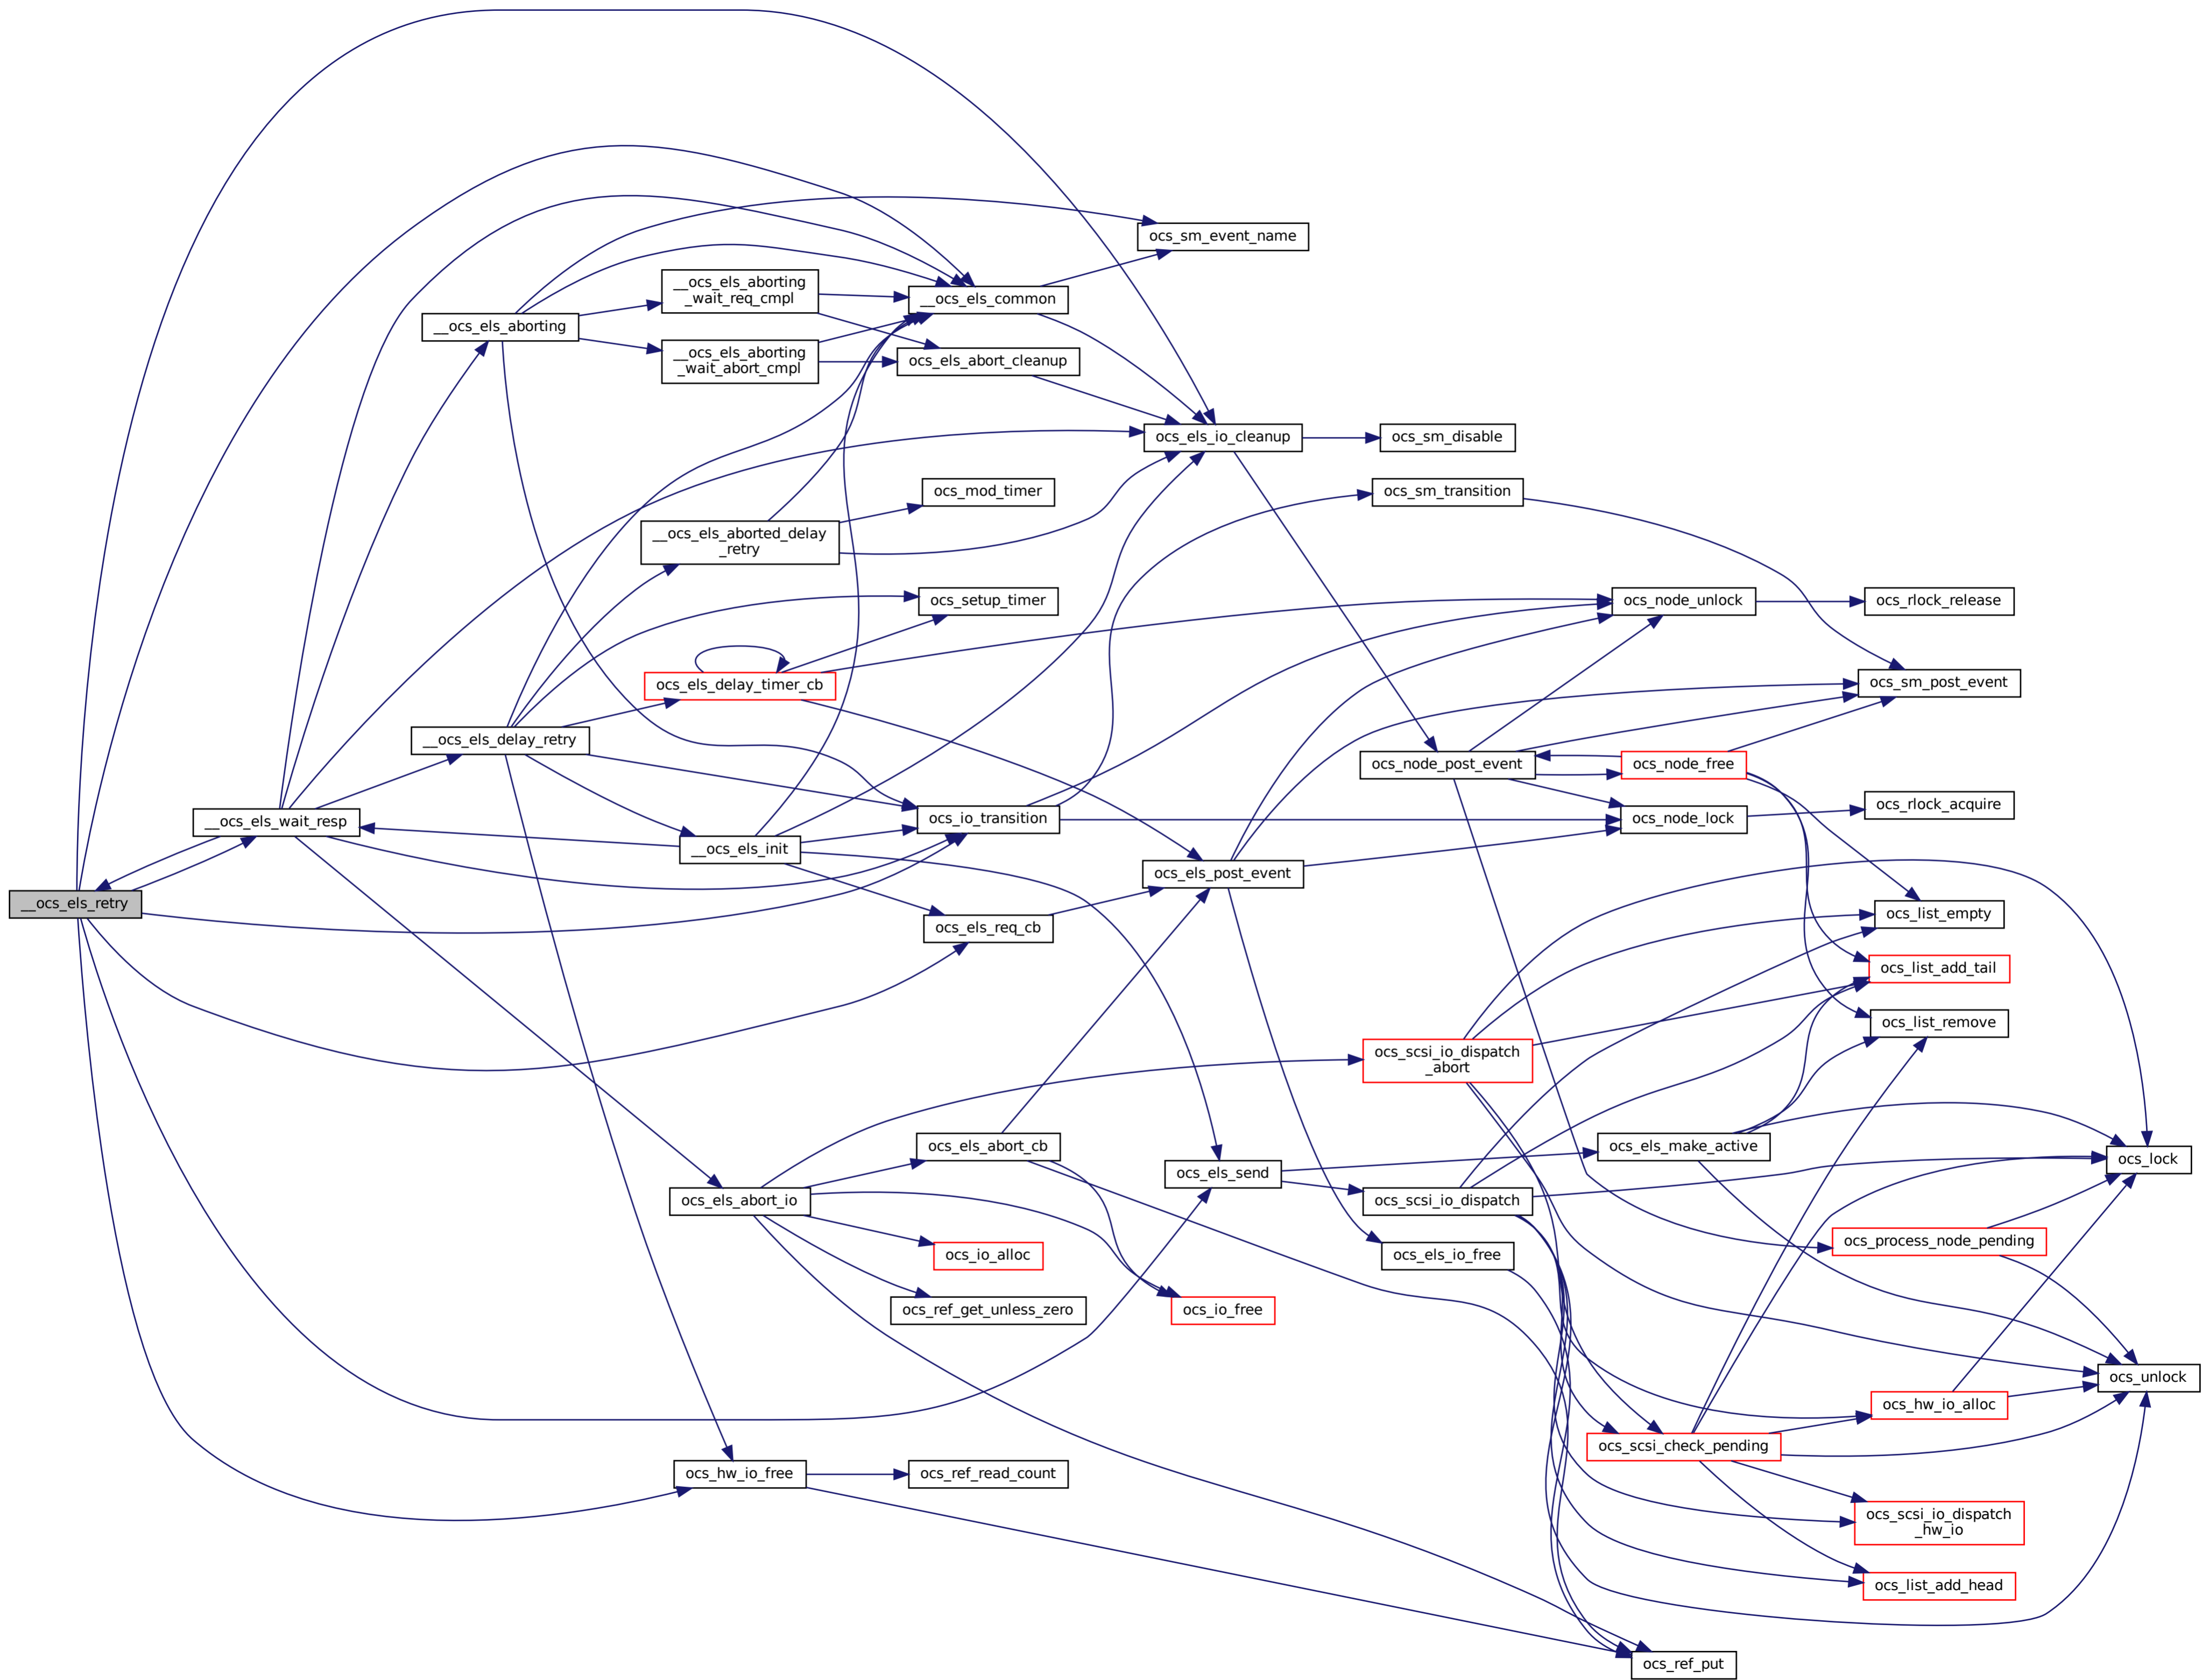 __ocs_els_retry
__ocs_els_wait_resp
__ocs_els_aborting
__ocs_els_delay_retry
__ocs_els_aborting
_wait_req_cmpl
__ocs_els_aborting
_wait_abort_cmpl
__ocs_els_aborted_delay
_retry
ocs_els_delay_timer_cb
__ocs_els_init
ocs_els_abort_io
ocs_hw_io_free
__ocs_els_common
ocs_els_abort_cleanup
ocs_mod_timer
ocs_setup_timer
ocs_io_transition
ocs_els_req_cb
ocs_els_abort_cb
ocs_io_alloc
ocs_ref_get_unless_zero
ocs_ref_read_count
ocs_sm_event_name
ocs_els_io_cleanup
ocs_els_post_event
ocs_els_send
ocs_io_free
ocs_sm_disable
ocs_sm_transition
ocs_node_post_event
ocs_scsi_io_dispatch
_abort
ocs_scsi_io_dispatch
ocs_els_io_free
ocs_node_unlock
ocs_node_free
ocs_node_lock
ocs_els_make_active
ocs_scsi_check_pending
ocs_ref_put
ocs_rlock_release
ocs_sm_post_event
ocs_rlock_acquire
ocs_list_empty
ocs_list_add_tail
ocs_list_remove
ocs_process_node_pending
ocs_hw_io_alloc
ocs_scsi_io_dispatch
_hw_io
ocs_list_add_head
ocs_lock
ocs_unlock